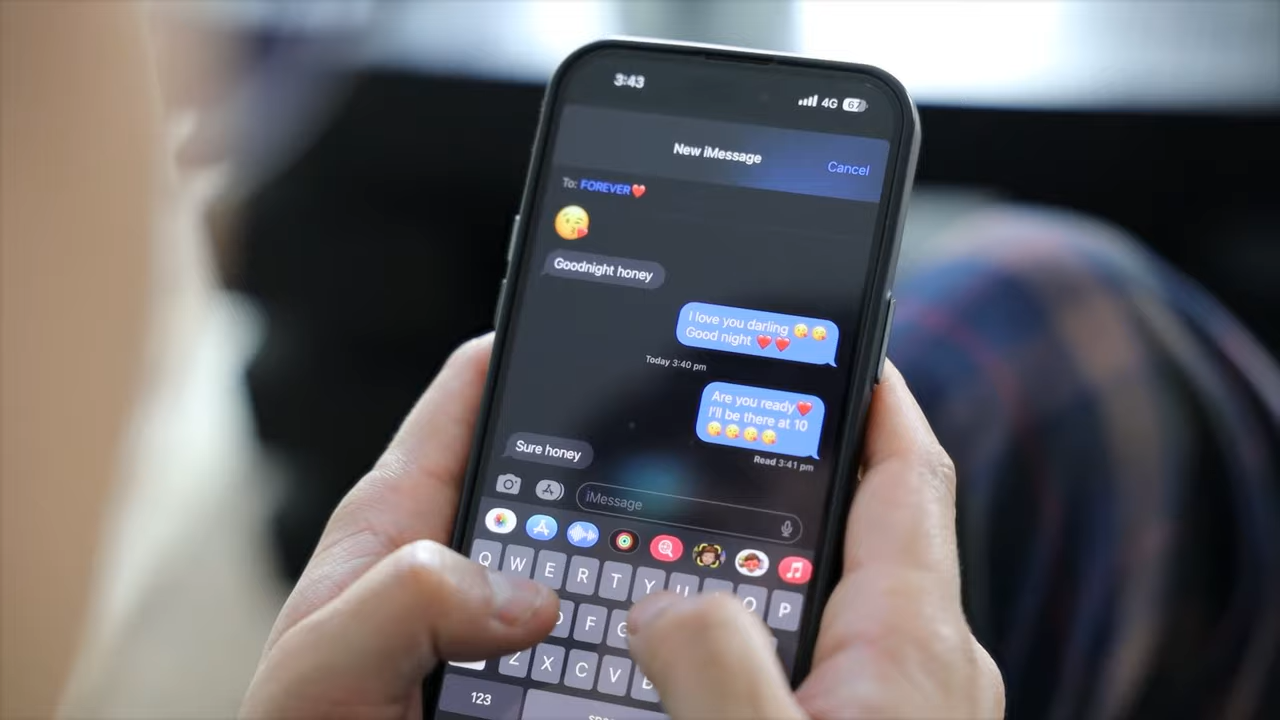 3:43
4G 67
New iMessage
Cancel
To: FOREVER❤️
😘
Goodnight honey
I love you darling 😘😘
Good night ❤️❤️
Today 3:40 pm
Are you ready❤️
I'll be there at 10
😘😘😘😘
Read 3:41 pm
Sure honey
iMessage
Q W E R T Y U O P
D F G
Z X C V B
123